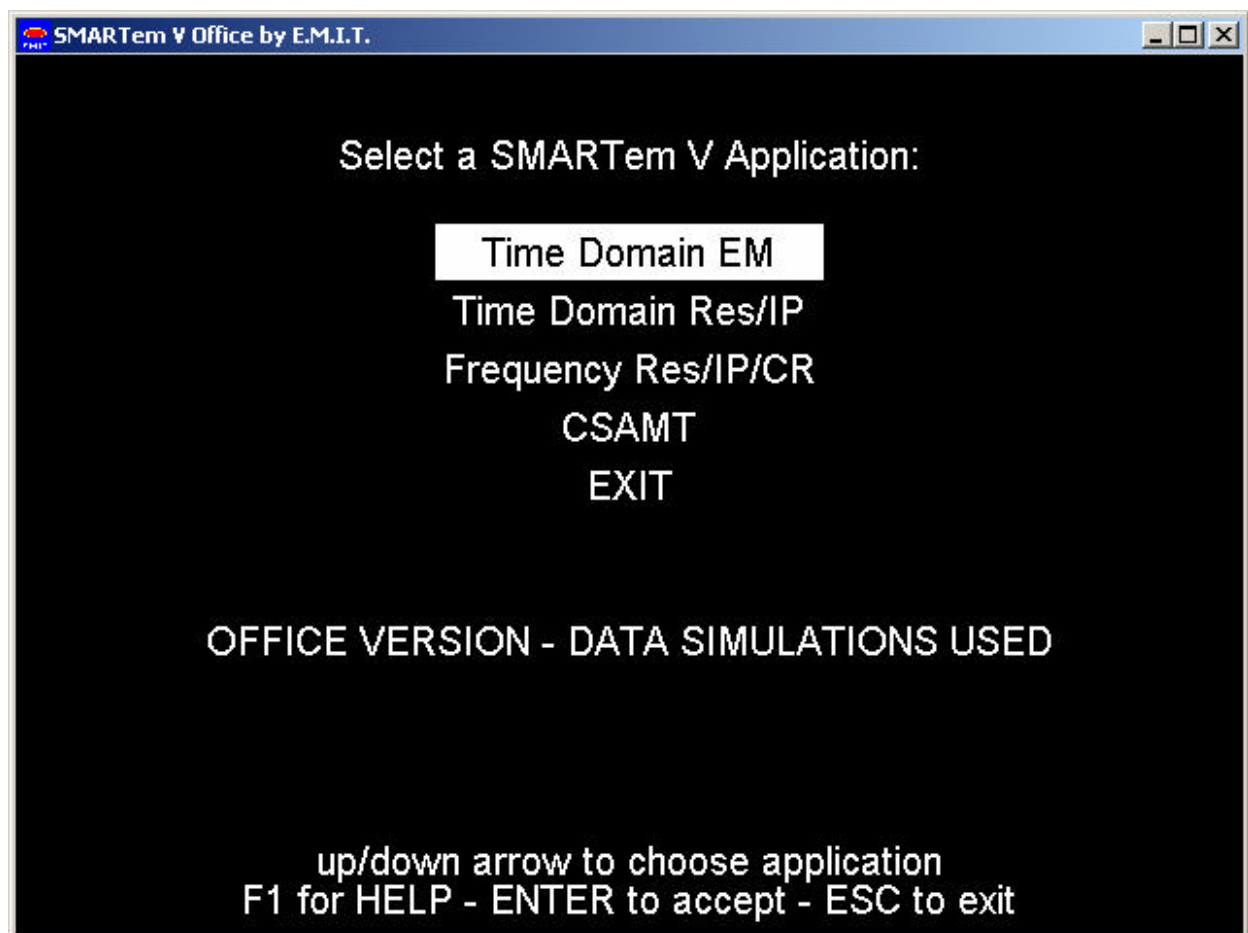 SMARTem V Office by E.M.I.T.
Select a SMARTem V Application:
Time Domain EM
Time Domain Res/IP
Frequency Res/IP/CR
CSAMT
EXIT
OFFICE VERSION - DATA SIMULATIONS USED
up/down arrow to choose application
F1 for HELP - ENTER to accept - ESC to exit